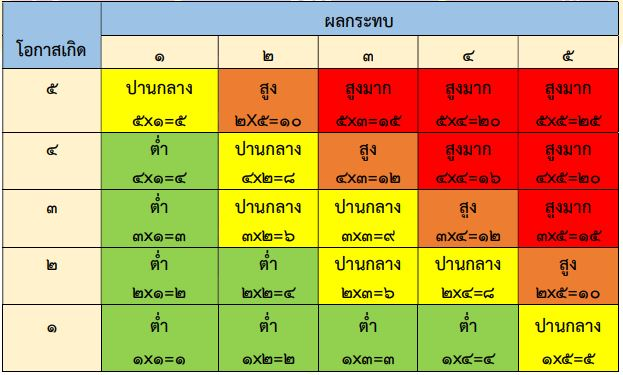 ผลกระทบ
โอกาสเกิด
๑ ๒ ๓ ๔ ๕
๕ ปานกลาง สูง สูงมาก สูงมาก สูงมาก
๕x๑=๕ ๒X๕=๑๐ ๕x๓=๑๕ ๕x๔=๒๐ ๕x๕=๒๕
๔ ต่ำ ปานกลาง สูง สูงมาก สูงมาก
๔x๑=๔ ๔x๒=๘ ๔x๓=๑๒ ๔x๔=๑๖ ๔x๕=๒๐
๓ ต่ำ ปานกลาง ปานกลาง สูง สูงมาก
๓x๑=๓ ๓x๒=๖ ๓x๓=๙ ๓x๔=๑๒ ๓x๕=๑๕
๒ ต่ำ ต่ำ ปานกลาง ปานกลาง สูง
๒x๑=๒ ๒x๒=๔ ๒x๓=๖ ๒x๔=๘ ๒x๕=๑๐
๑ ต่ำ ต่ำ ต่ำ ต่ำ ปานกลาง
๑x๑=๑ ๑x๒=๒ ๑x๓=๓ ๑x๔=๔ ๑x๕=๕